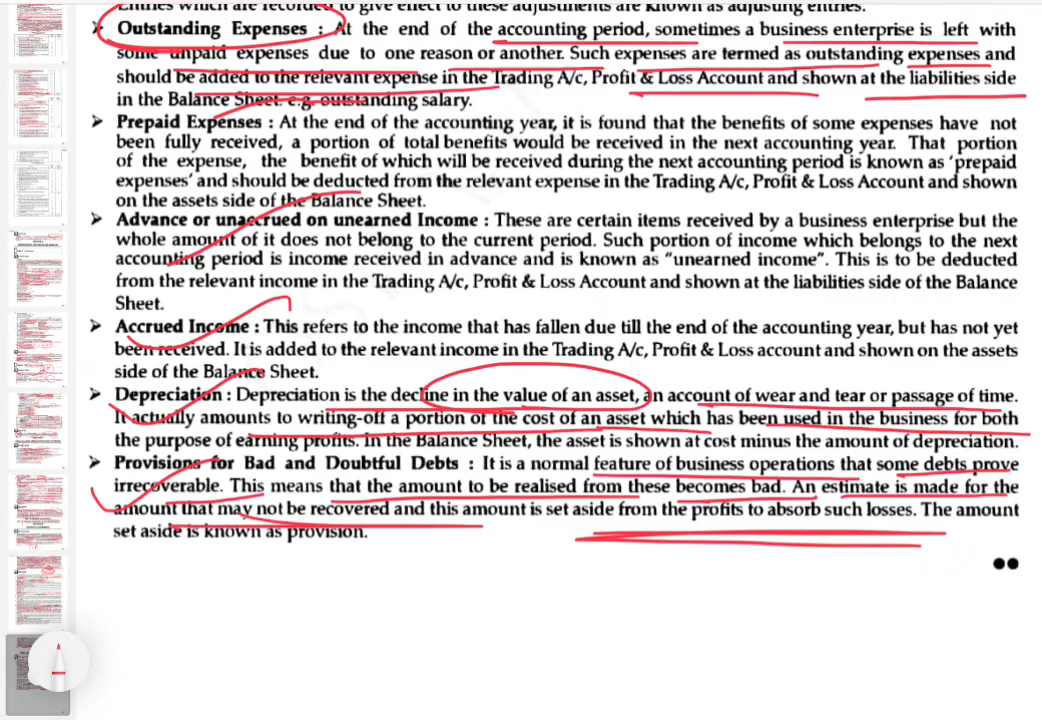 Entries which are recorded to give effect to these adjustments are known as adjusting entries.
➤ Outstanding Expenses : At the end of the accounting period, sometimes a business enterprise is left with
some unpaid expenses due to one reason or another. Such expenses are termed as outstanding expenses and
should be added to the relevant expense in the Trading A/c, Profit & Loss Account and shown at the liabilities side
in the Balance Sheet. e.g. outstanding salary.
➤ Prepaid Expenses : At the end of the accounting year, it is found that the benefits of some expenses have not
been fully received, a portion of total benefits would be received in the next accounting year. That portion
of the expense, the benefit of which will be received during the next accounting period is known as 'prepaid
expenses' and should be deducted from the relevant expense in the Trading A/c, Profit & Loss Account and shown
on the assets side of the Balance Sheet.
➤ Advance or unaccrued on unearned Income : These are certain items received by a business enterprise but the
whole amount of it does not belong to the current period. Such portion of income which belongs to the next
accounting period is income received in advance and is known as “unearned income”. This is to be deducted
from the relevant income in the Trading A/c, Profit & Loss Account and shown at the liabilities side of the Balance
Sheet.
➤ Accrued Income : This refers to the income that has fallen due till the end of the accounting year, but has not yet
been received. It is added to the relevant income in the Trading A/c, Profit & Loss account and shown on the assets
side of the Balance Sheet.
➤ Depreciation : Depreciation is the decline in the value of an asset, an account of wear and tear or passage of time.
It actually amounts to writing-off a portion of the cost of an asset which has been used in the business for both
the purpose of earning profits. In the Balance Sheet, the asset is shown at cost minus the amount of depreciation.
➤ Provisions for Bad and Doubtful Debts : It is a normal feature of business operations that some debts prove
irrecoverable. This means that the amount to be realised from these becomes bad. An estimate is made for the
amount that may not be recovered and this amount is set aside from the profits to absorb such losses. The amount
set aside is known as provision.